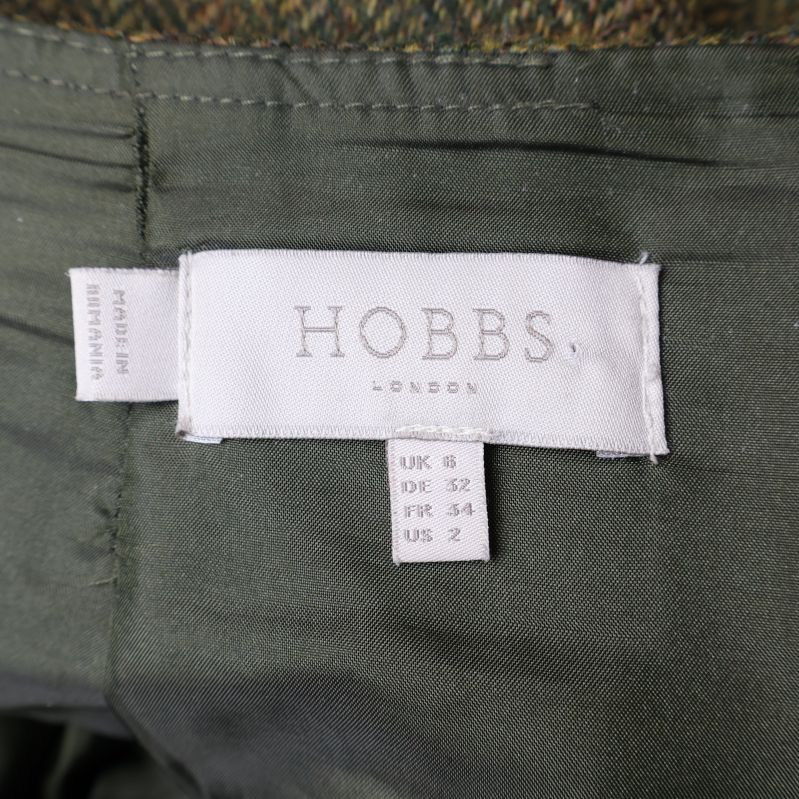 HOBBS
LONDON
MADE IN
ROMANIA
UK 6
DE 32
FR 34
US 2